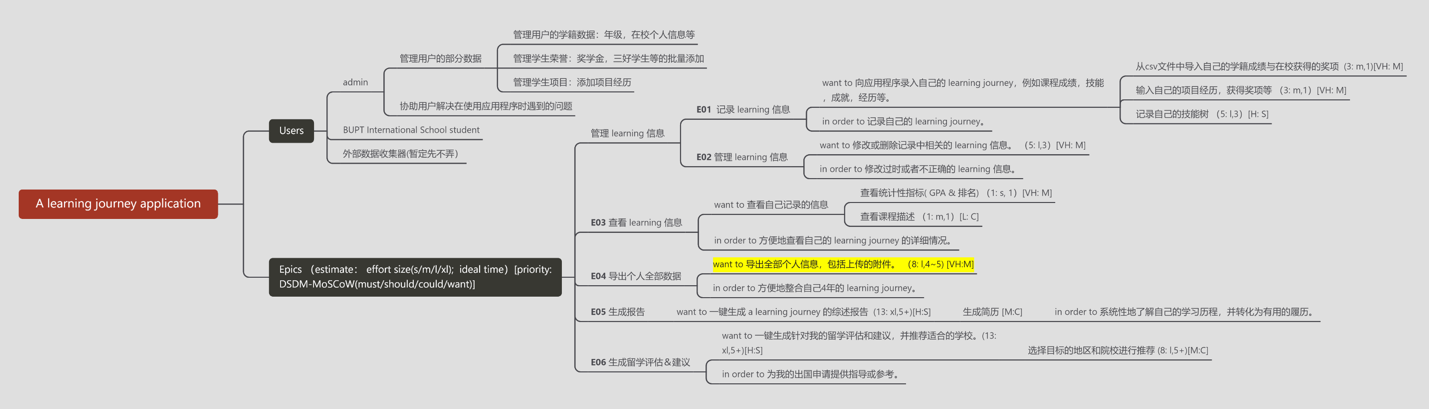 A learning journey application
Users
admin
管理用户的部分数据
管理用户的学籍数据：年级，在校个人信息等
管理学生荣誉：奖学金，三好学生等的批量添加
管理学生项目：添加项目经历
协助用户解决在使用应用程序时遇到的问题
BUPT International School student
外部数据收集器(暂定先不弄）
Epics （estimate： effort size(s/m/l/xl); ideal time）[priority:
DSDM-MoSCoW(must/should/could/want)]
管理 learning 信息
E01 记录 learning 信息
want to 向应用程序录入自己的 learning journey，例如课程成绩，技能
，成就，经历等。
从csv文件中导入自己的学籍成绩与在校获得的奖项 (3: m,1)[VH: M]
输入自己的项目经历，获得奖项等 （3: m,1）[VH: M]
记录自己的技能树 （5: l,3）[H: S]
in order to 记录自己的 learning journey。
E02 管理 learning 信息
want to 修改或删除记录中相关的 learning 信息。 （5: l,3）[VH: M]
in order to 修改过时或者不正确的 learning 信息。
E03 查看 learning 信息
want to 查看自己记录的信息
查看统计性指标( GPA & 排名) （1: s, 1）[VH: M]
查看课程描述 （1: m,1）[L: C]
in order to 方便地查看自己的 learning journey 的详细情况。
E04 导出个人全部数据
want to 导出全部个人信息，包括上传的附件。 （8: l,4~5) [VH:M]
in order to 方便地整合自己4年的 learning journey。
E05 生成报告
want to 一键生成 a learning journey 的综述报告 (13: xl,5+)[H:S]
生成简历 [M:C]
in order to 系统性地了解自己的学习历程，并转化为有用的履历。
E06 生成留学评估＆建议
want to 一键生成针对我的留学评估和建议，并推荐适合的学校。(13:
xl,5+)[H:S]
选择目标的地区和院校进行推荐 (8: l,5+)[M:C]
in order to 为我的出国申请提供指导或参考。